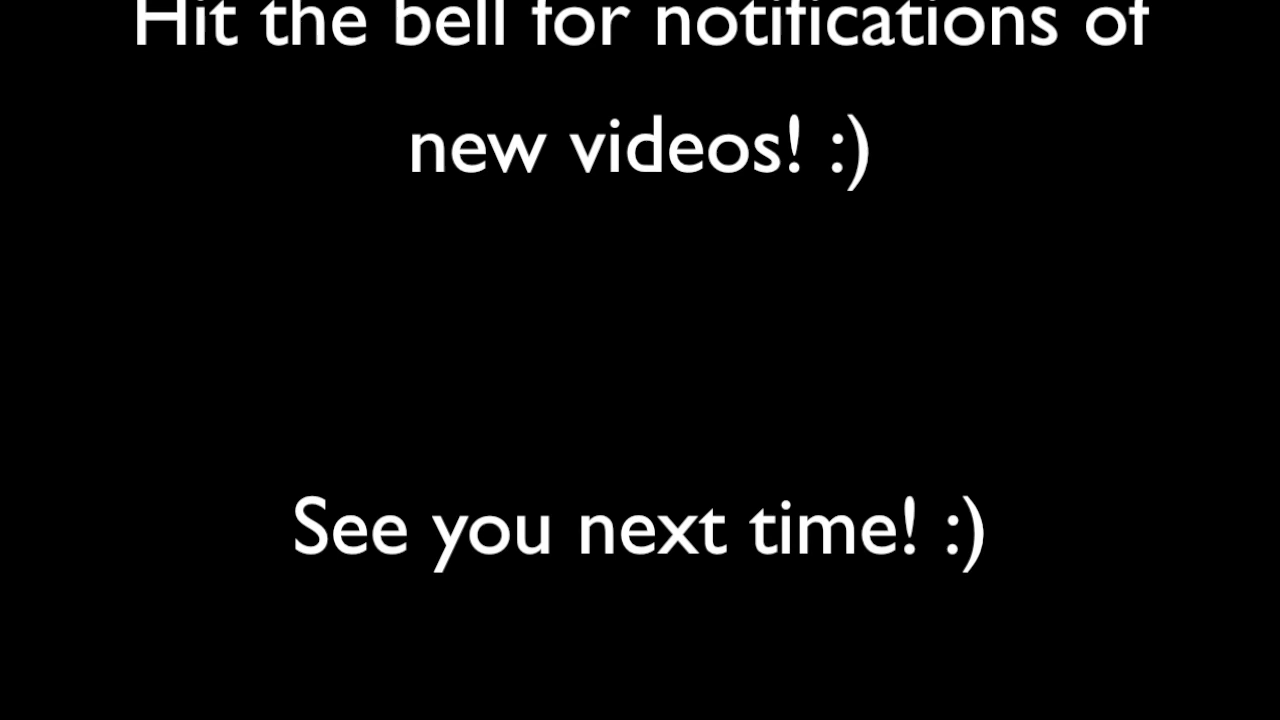 Hit the bell for notifications of
new videos! :)
See you next time! :)